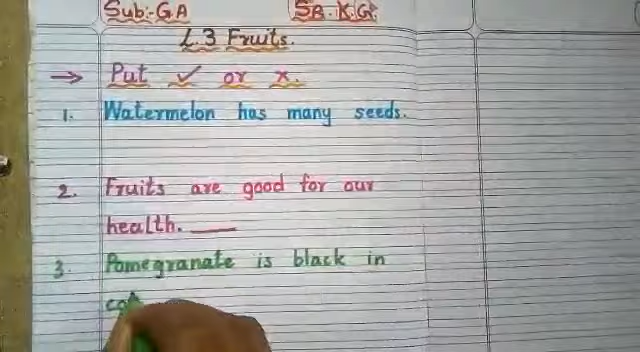 Sub:- GA SR. K.G.
L.3 Fruits.
→ Put ✓ or ×.
1. Watermelon has many seeds.
2. Fruits are good for our
health. ____
3. Pomegranate is black in